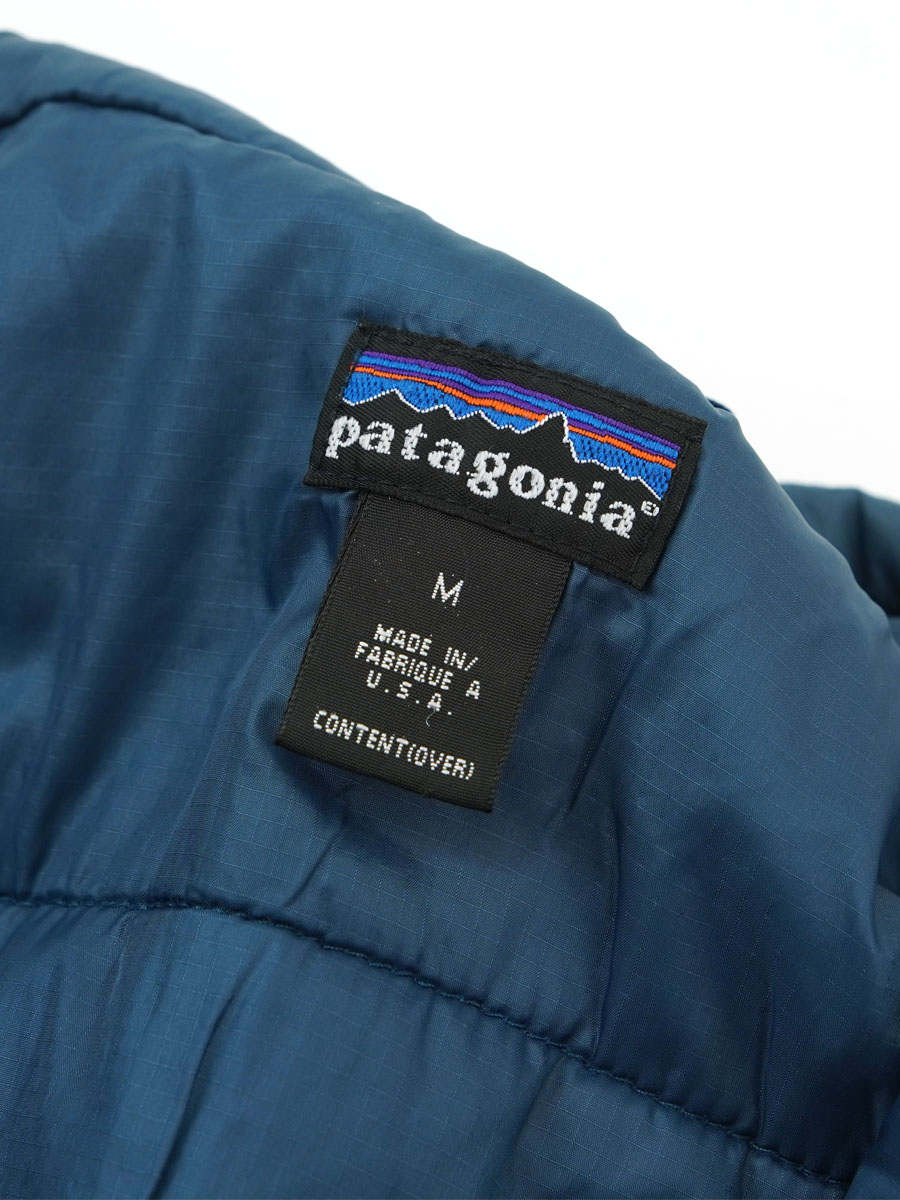 patagonia®
M
MADE IN/
FABRIQUE A
U.S.A.
CONTENT(OVER)